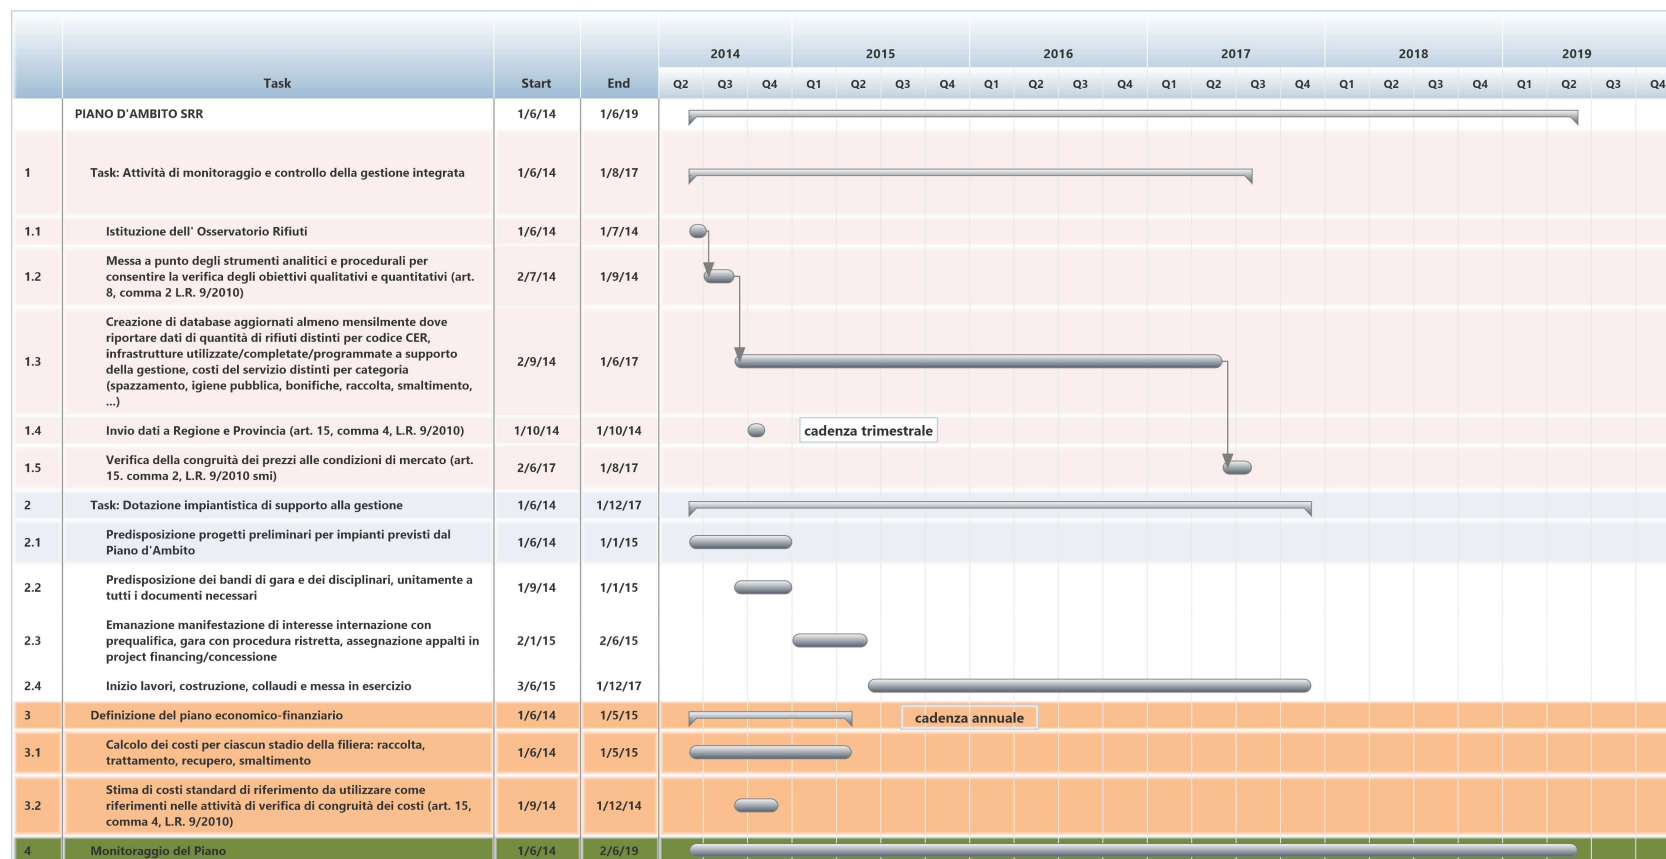 2014 2015 2016 2017 2018 2019
Task Start End Q2 Q3 Q4 Q1 Q2 Q3 Q4 Q1 Q2 Q3 Q4 Q1 Q2 Q3 Q4 Q1 Q2 Q3 Q4 Q1 Q2 Q3 Q4
PIANO D'AMBITO SRR 1/6/14 1/6/19
1 Task: Attività di monitoraggio e controllo della gestione integrata 1/6/14 1/8/17
1.1 Istituzione dell' Osservatorio Rifiuti 1/6/14 1/7/14
Messa a punto degli strumenti analitici e procedurali per
1.2 consentire la verifica degli obiettivi qualitativi e quantitativi (art. 2/7/14 1/9/14
8, comma 2 L.R. 9/2010)
Creazione di database aggiornati almeno mensilmente dove
riportare dati di quantità di rifiuti distinti per codice CER,
1.3 infrastrutture utilizzate/completate/programmate a supporto 2/9/14 1/6/17
della gestione, costi del servizio distinti per categoria
(spazzamento, igiene pubblica, bonifiche, raccolta, smaltimento,
...)
1.4 Invio dati a Regione e Provincia (art. 15, comma 4, L.R. 9/2010) 1/10/14 1/10/14 cadenza trimestrale
Verifica della congruità dei prezzi alle condizioni di mercato (art.
1.5 15. comma 2, L.R. 9/2010 smi) 2/6/17 1/8/17
2 Task: Dotazione impiantistica di supporto alla gestione 1/6/14 1/12/17
Predisposizione progetti preliminari per impianti previsti dal
2.1 Piano d'Ambito 1/6/14 1/1/15
Predisposizione dei bandi di gara e dei disciplinari, unitamente a
2.2 tutti i documenti necessari 1/9/14 1/1/15
Emanazione manifestazione di interesse internazione con
2.3 prequalifica, gara con procedura ristretta, assegnazione appalti in 2/1/15 2/6/15
project financing/concessione
2.4 Inizio lavori, costruzione, collaudi e messa in esercizio 3/6/15 1/12/17
3 Definizione del piano economico-finanziario 1/6/14 1/5/15 cadenza annuale
Calcolo dei costi per ciascun stadio della filiera: raccolta,
3.1 trattamento, recupero, smaltimento 1/6/14 1/5/15
Stima di costi standard di riferimento da utilizzare come
3.2 riferimenti nelle attività di verifica di congruità dei costi (art. 15, 1/9/14 1/12/14
comma 4, L.R. 9/2010)
4 Monitoraggio del Piano 1/6/14 2/6/19